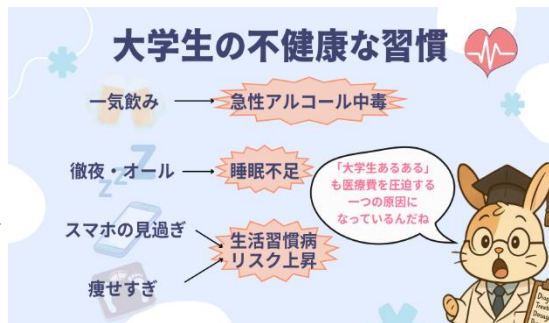 大学生の不健康な習慣
一気飲み
急性アルコール中毒
徹夜・オール
睡眠不足
スマホの見過ぎ
痩せすぎ
生活習慣病
リスク上昇
「大学生あるある」
も医療費を圧迫する
一つの原因に
なっているんだね